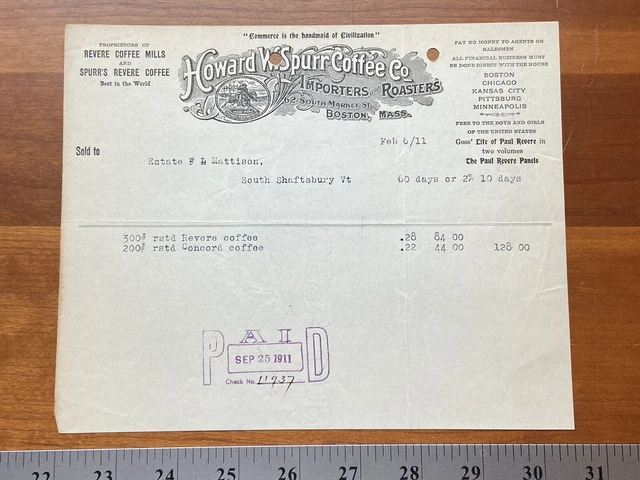 "Commerce is the handmaid of Civilization"
PROPRIETORS OF
REVERE COFFEE MILLS
AND
SPURR'S REVERE COFFEE
Best in the World
Howard W. Spurr Coffee Co.
IMPORTERS AND ROASTERS
62 SOUTH MARKET ST.
BOSTON, MASS.
PAY NO MONEY TO AGENTS OR
SALESMEN
ALL FINANCIAL BUSINESS MUST
BE DONE DIRECT WITH THE HOUSE
BOSTON
CHICAGO
KANSAS CITY
PITTSBURG
MINNEAPOLIS
FREE TO THE BOYS AND GIRLS
OF THE UNITED STATES
Goss' Life of Paul Revere in
two volumes
The Paul Revere Panels
Feb 6/11
Sold to
Estate F L Mattison,
South Shaftsbury Vt 60 days or 2% 10 days
300# rstd Revere coffee .28 84 00
200# rstd Concord coffee .22 44 00 128 00
PAID
SEP 25 1911
Check No. 11937
22 23 24 25 26 27 28 29 30 31